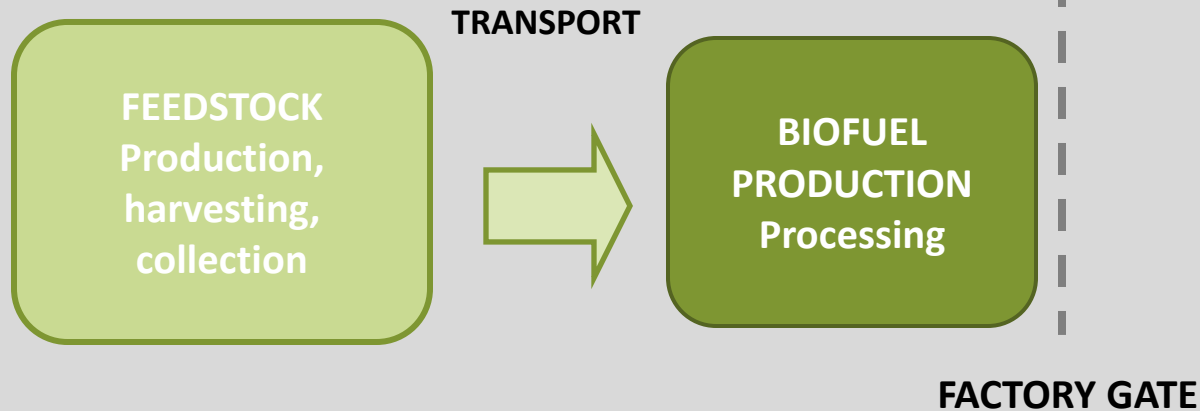 TRANSPORT
FEEDSTOCK
Production,
harvesting,
collection
BIOFUEL
PRODUCTION
Processing
FACTORY GATE